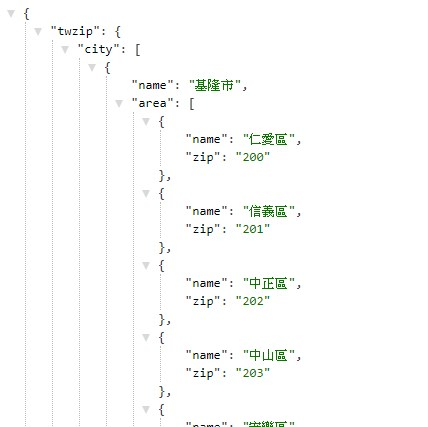 {
"twzip": {
"city": [
{
"name": "基隆市",
"area": [
{
"name": "仁愛區",
"zip": "200"
},
{
"name": "信義區",
"zip": "201"
},
{
"name": "中正區",
"zip": "202"
},
{
"name": "中山區",
"zip": "203"
},
{
"name":